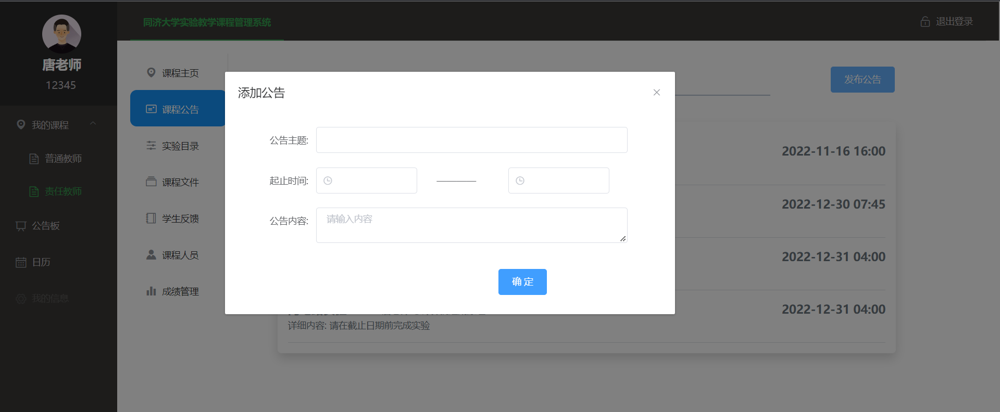 同济大学实验教学课程管理系统
退出登录
唐老师
12345
我的课程
普通教师
责任教师
公告板
日历
我的信息
课程主页
课程公告
实验目录
课程文件
学生反馈
课程人员
成绩管理
发布公告
添加公告
公告主题:
起止时间:
公告内容:
请输入内容
确 定
2022-11-16 16:00
2022-12-30 07:45
2022-12-31 04:00
2022-12-31 04:00
详细内容: 请在截止日期前完成实验